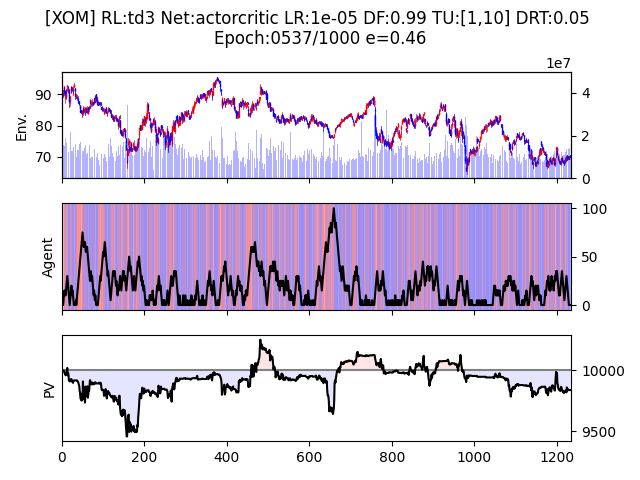 [XOM] RL:td3 Net:actorcritic LR:1e-05 DF:0.99 TU:[1,10] DRT:0.05
Epoch:0537/1000 e=0.46
1e7
Env.
90
80
70
4
2
0
Agent
100
50
0
PV
10000
9500
0 200 400 600 800 1000 1200